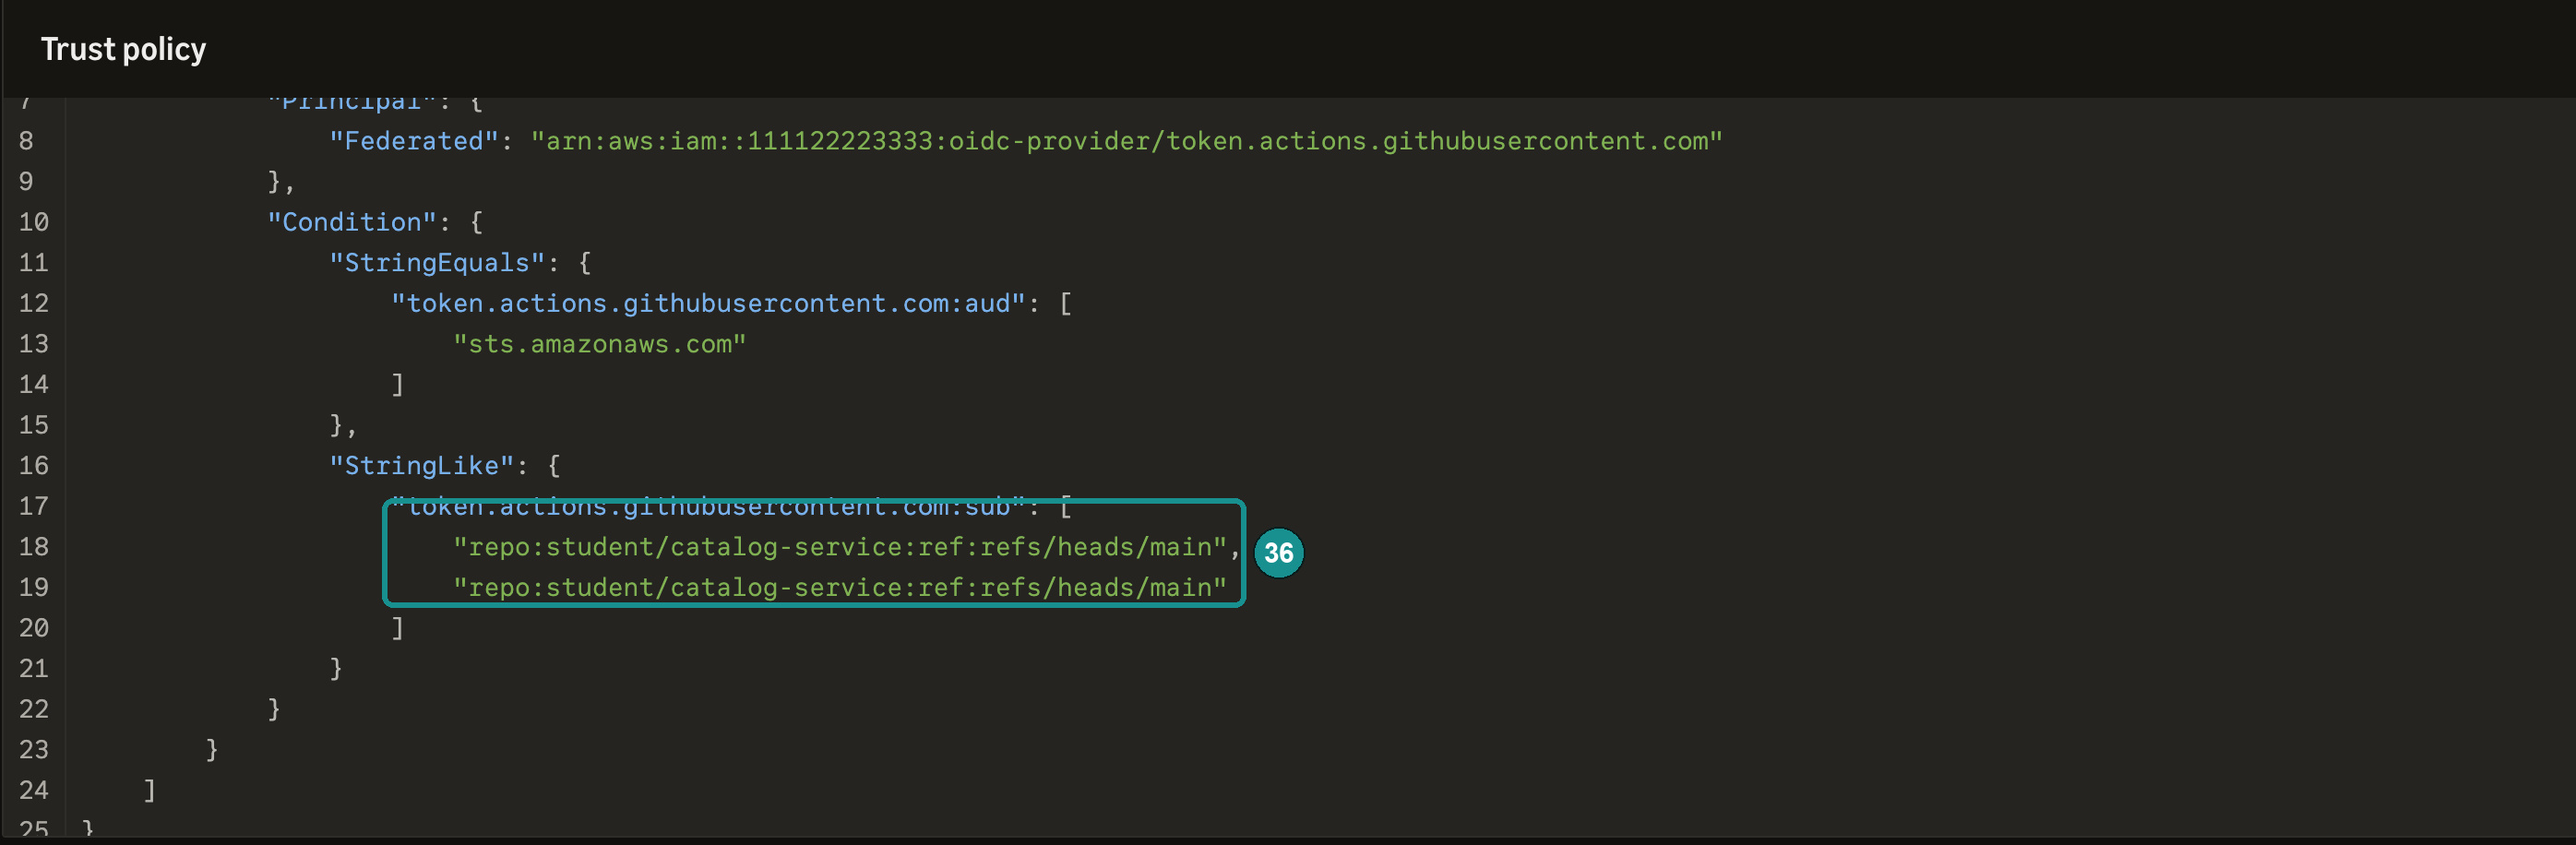 Trust policy
7 "Principal": {
8 "Federated": "arn:aws:iam::111122223333:oidc-provider/token.actions.githubusercontent.com"
9 },
10 "Condition": {
11 "StringEquals": {
12 "token.actions.githubusercontent.com:aud": [
13 "sts.amazonaws.com"
14 ]
15 },
16 "StringLike": {
17 "token.actions.githubusercontent.com:sub": [
18 "repo:student/catalog-service:ref:refs/heads/main", 36
19 "repo:student/catalog-service:ref:refs/heads/main"
20 ]
21 }
22 }
23 }
24 ]
25 }